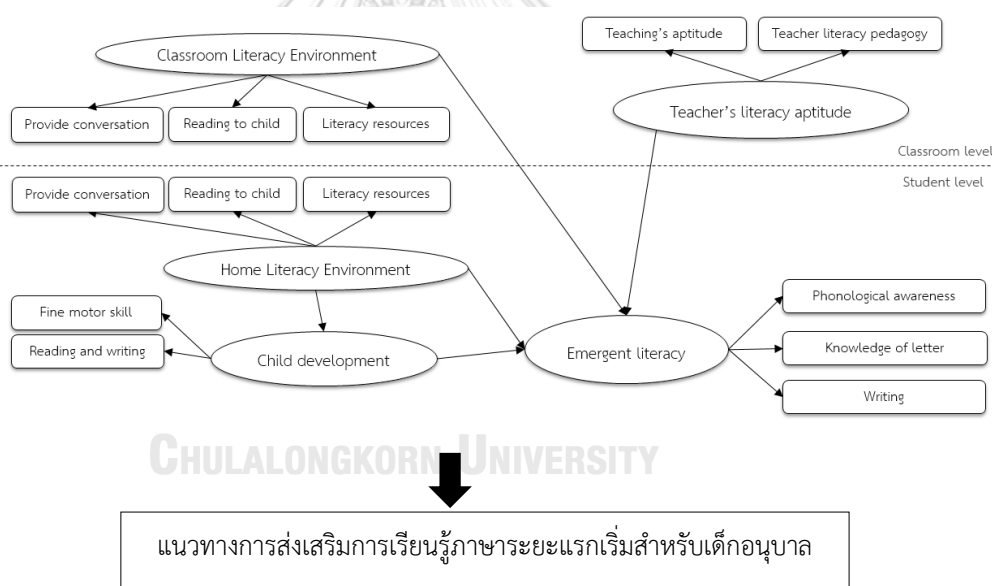 Classroom Literacy Environment
Teaching's aptitude
Teacher literacy pedagogy
Provide conversation
Reading to child
Literacy resources
Teacher's literacy aptitude
Classroom level
Student level
Provide conversation
Reading to child
Literacy resources
Home Literacy Environment
Fine motor skill
Reading and writing
Child development
Emergent literacy
Phonological awareness
Knowledge of letter
Writing
CHULALONGKORN UNIVERSITY
แนวทางการส่งเสริมการเรียนรู้ภาษาระยะแรกเริ่มสำหรับเด็กอนุบาล